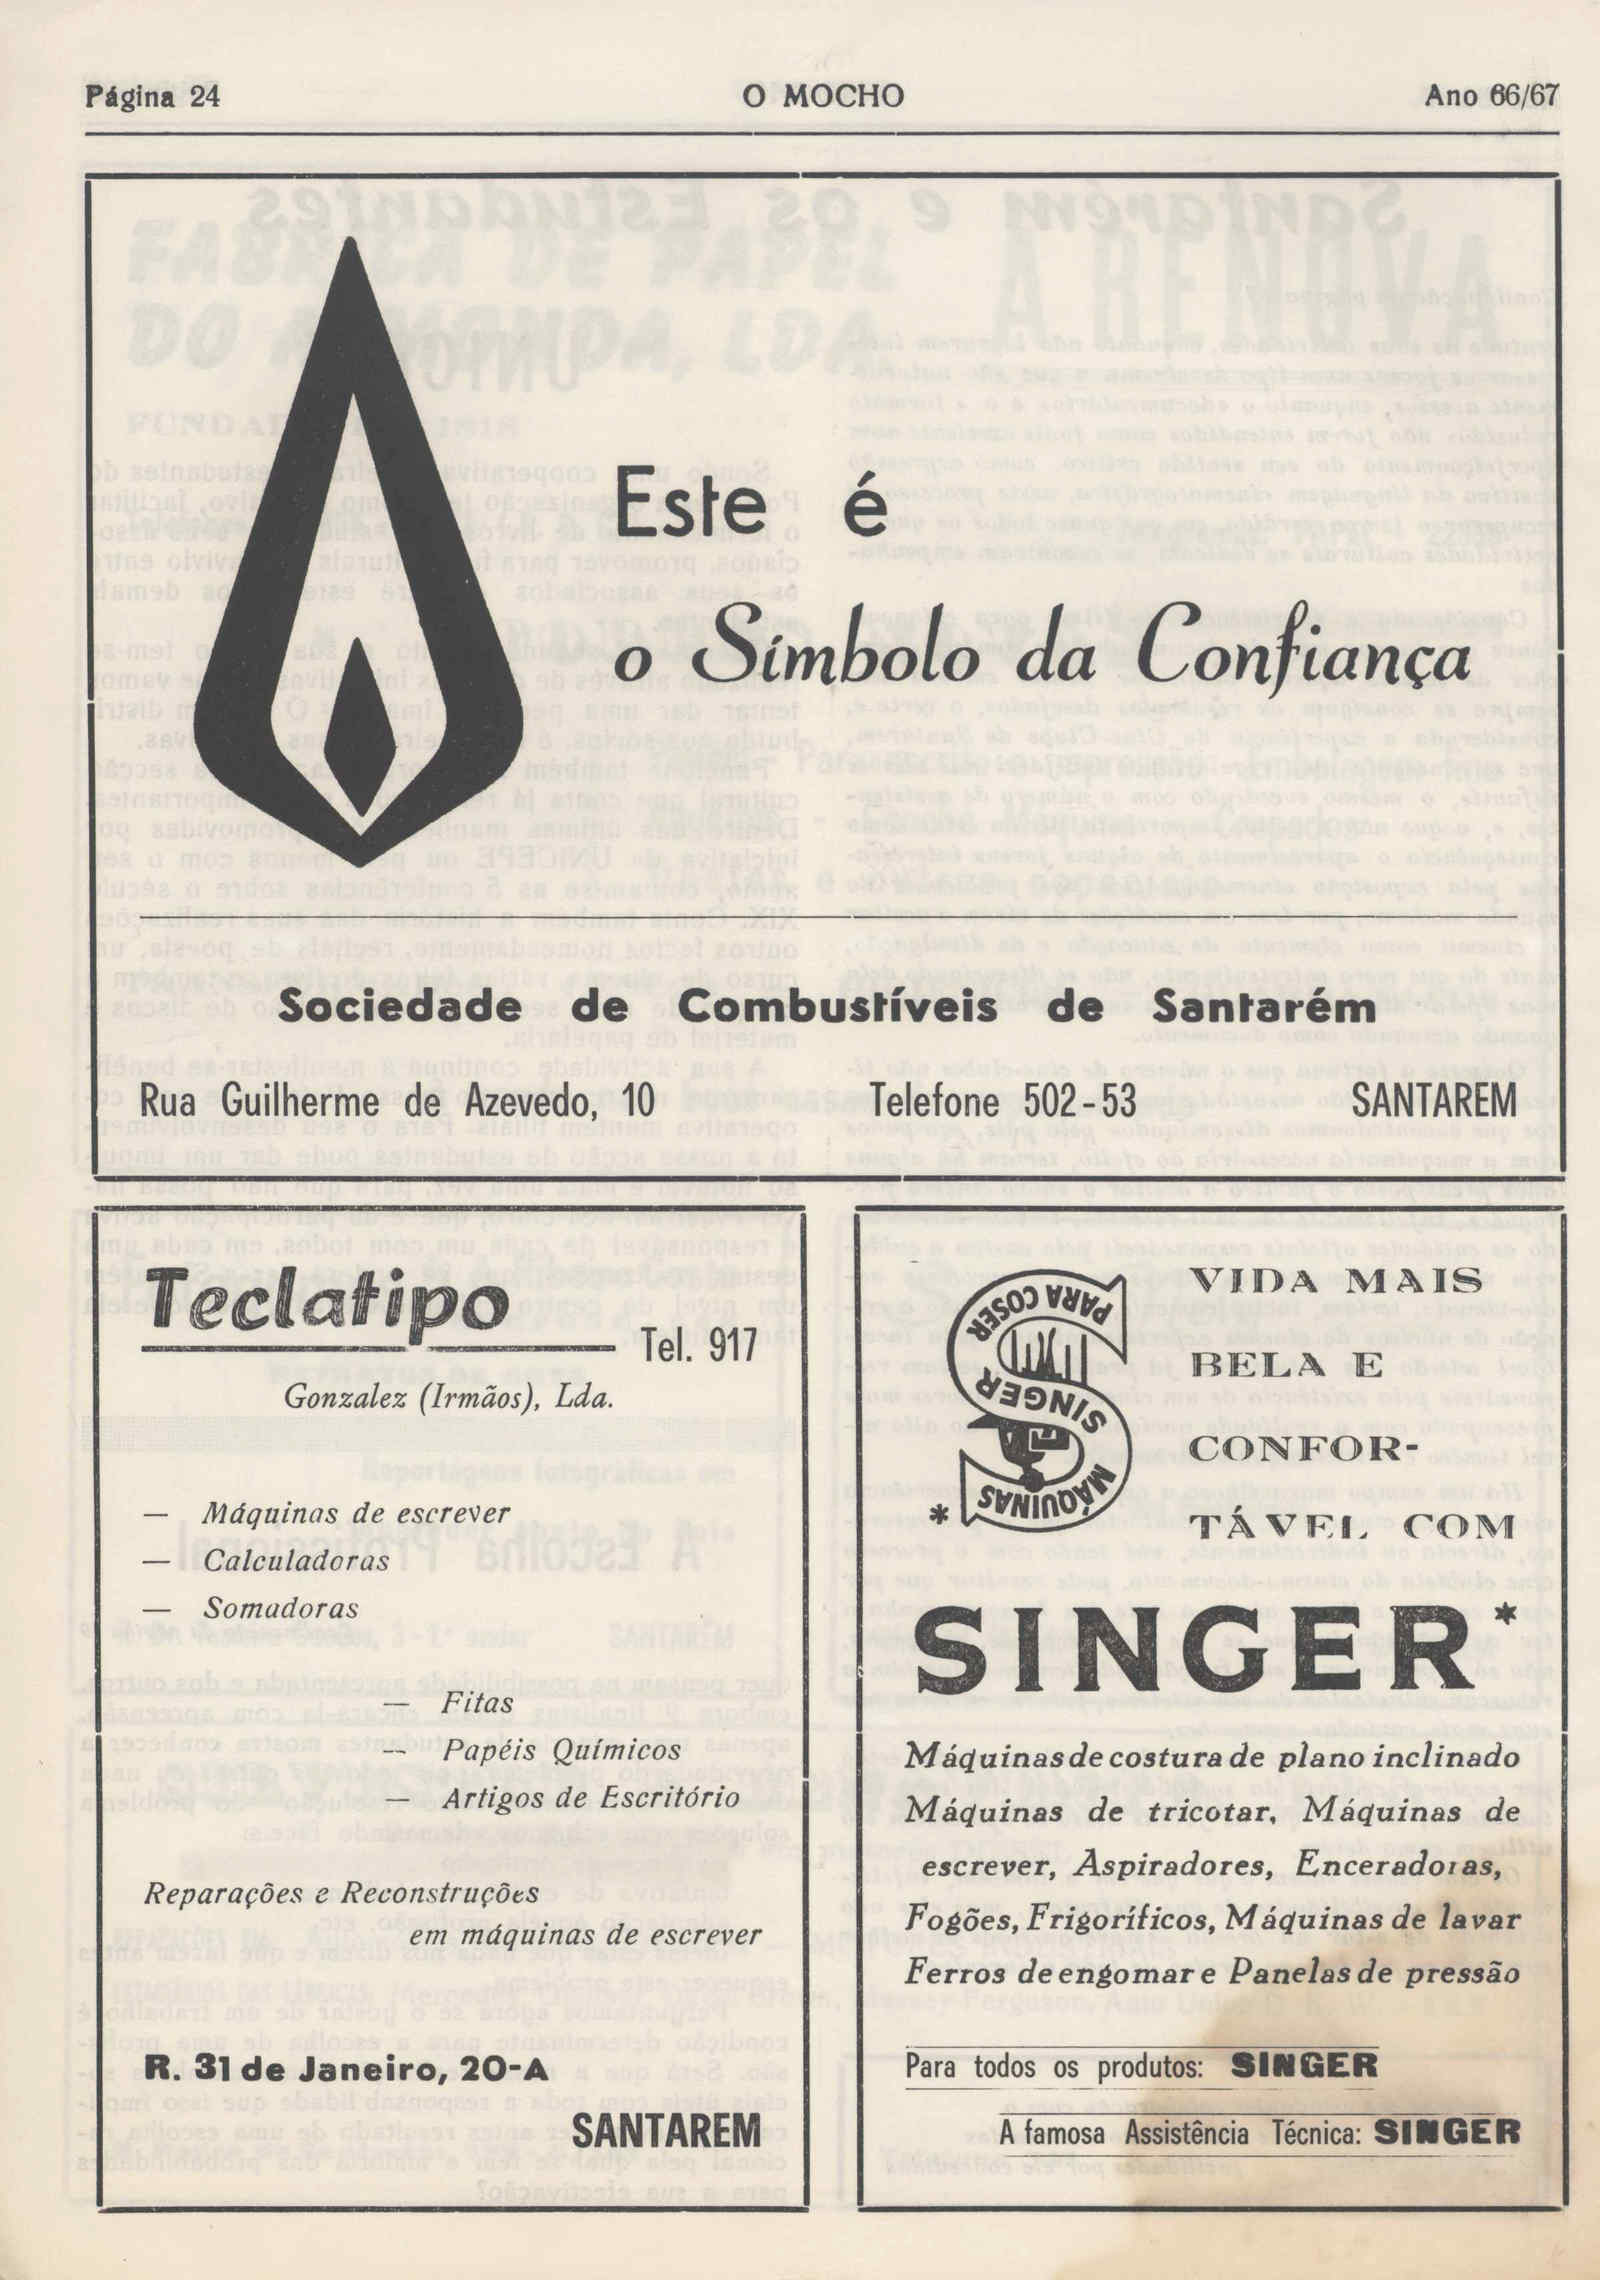 Página 24
O MOCHO
Ano 66/67
Este é
o Símbolo da Confiança
Sociedade de Combustíveis de Santarém
Rua Guilherme de Azevedo, 10
Telefone 502-53
SANTAREM
Teclatipo
Tel. 917
Gonzalez (Irmãos), Lda.
— Máquinas de escrever
— Calculadoras
— Somadoras
— Fitas
— Papéis Químicos
— Artigos de Escritório
Reparações e Reconstruções
em máquinas de escrever
R. 31 de Janeiro, 20-A
SANTAREM
PARA COSER
SINGER
MÁQUINAS
*
VIDA MAIS
BELA E
CONFOR-
TÁVEL COM
SINGER*
Máquinas de costura de plano inclinado
Máquinas de tricotar, Máquinas de
escrever, Aspiradores, Enceradoras,
Fogões, Frigoríficos, Máquinas de lavar
Ferros de engomar e Panelas de pressão
Para todos os produtos: SINGER
A famosa Assistência Técnica: SINGER